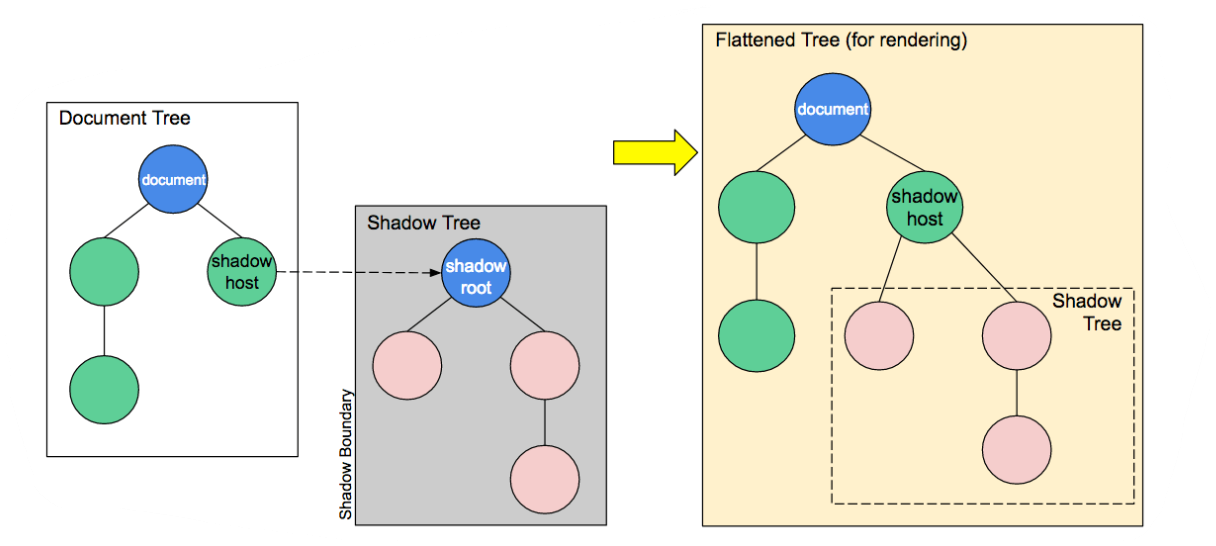 Document Tree
document
shadow
host
Shadow Tree
shadow
root
Shadow Boundary
Flattened Tree (for rendering)
document
shadow
host
Shadow
Tree